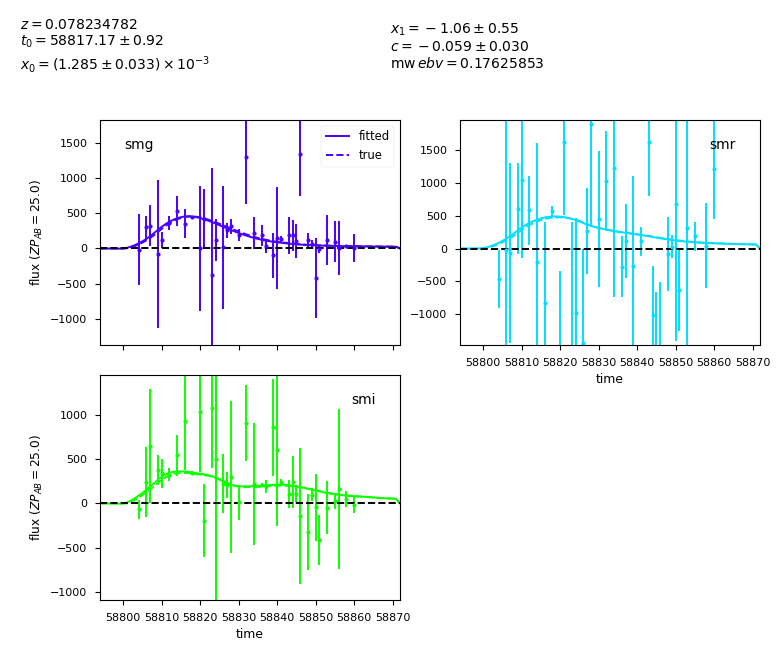 z = 0.078234782
t₀ = 58817.17 ± 0.92
x₀ = (1.285 ± 0.033) × 10⁻³
x₁ = −1.06 ± 0.55
c = −0.059 ± 0.030
mw ebv = 0.17625853
smg
fitted
true
1500
1000
500
0
−500
−1000
flux (ZP_AB = 25.0)
smr
1500
1000
500
0
−500
−1000
58800 58810 58820 58830 58840 58850 58860 58870
time
smi
1000
500
0
−500
−1000
flux (ZP_AB = 25.0)
58800 58810 58820 58830 58840 58850 58860 58870
time